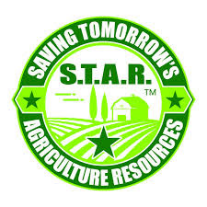 SAVING TOMORROW'S
S.T.A.R.
TM
AGRICULTURE RESOURCES